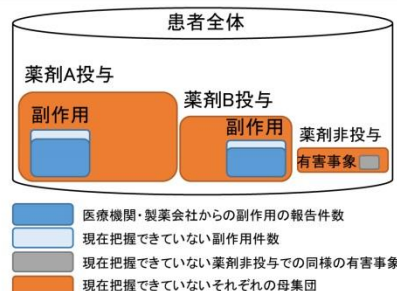 患者全体
薬剤A投与
副作用
薬剤B投与
副作用
薬剤非投与
有害事象
医療機関・製薬会社からの副作用の報告件数
現在把握できていない副作用件数
現在把握できていない薬剤非投与での同様の有害事象
現在把握できていないそれぞれの母集団